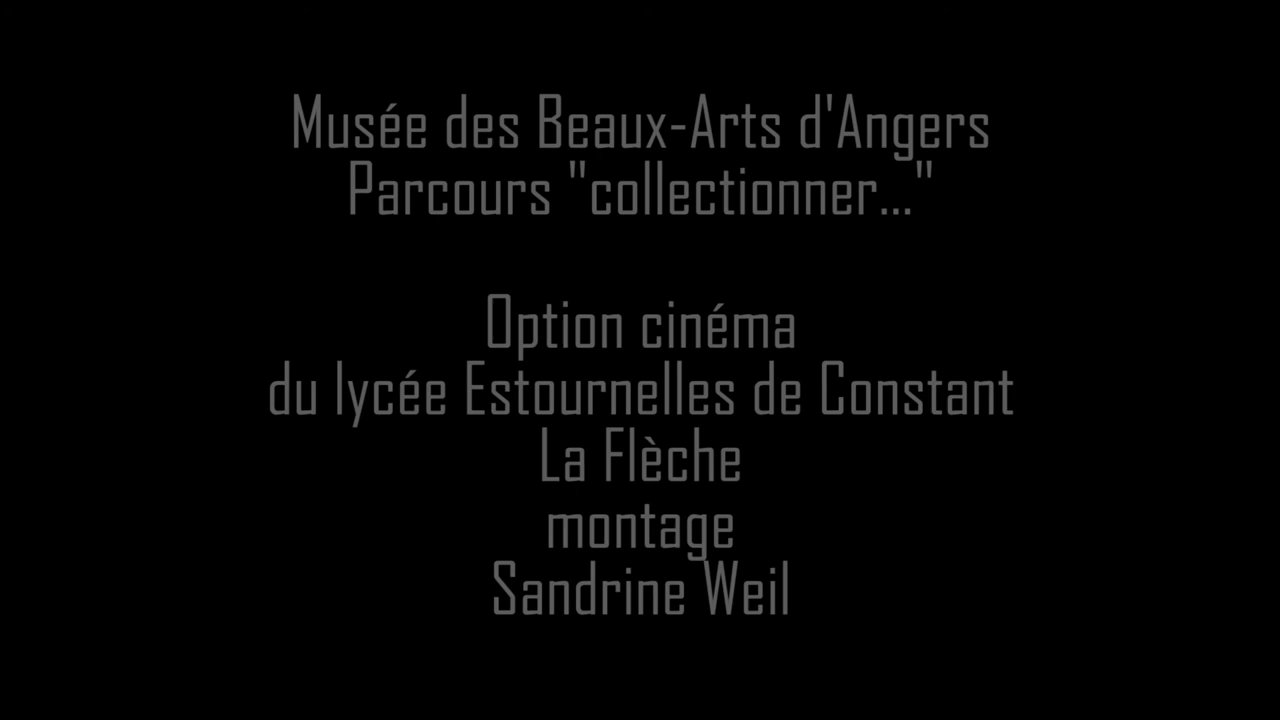 Musée des Beaux-Arts d'Angers
Parcours "collectionner..."
Option cinéma
du lycée Estournelles de Constant
La Flèche
montage
Sandrine Weil